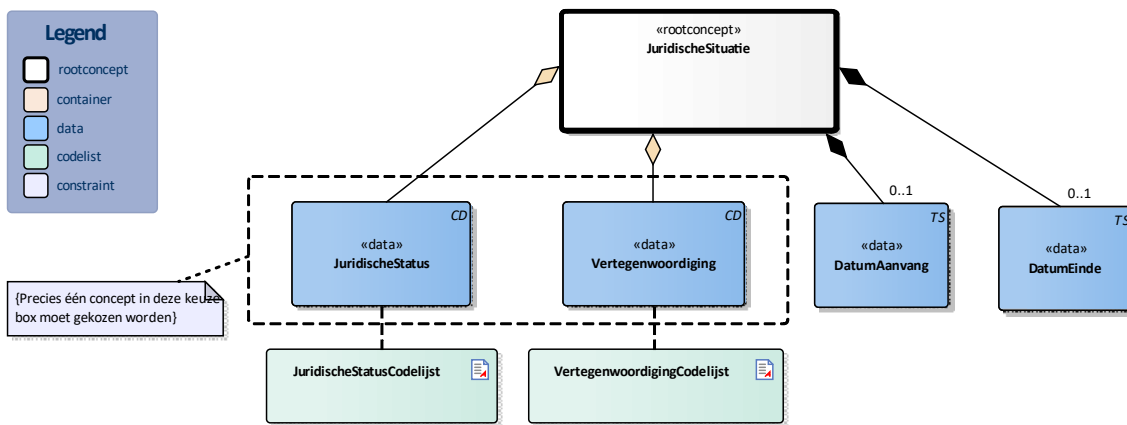 Legend
rootconcept
container
data
codelist
constraint
«rootconcept»
JuridischeSituatie
0..1
0..1
CD
«data»
JuridischeStatus
CD
«data»
Vertegenwoordiging
TS
«data»
DatumAanvang
TS
«data»
DatumEinde
{Precies één concept in deze keuze
box moet gekozen worden}
JuridischeStatusCodelijst
VertegenwoordigingCodelijst